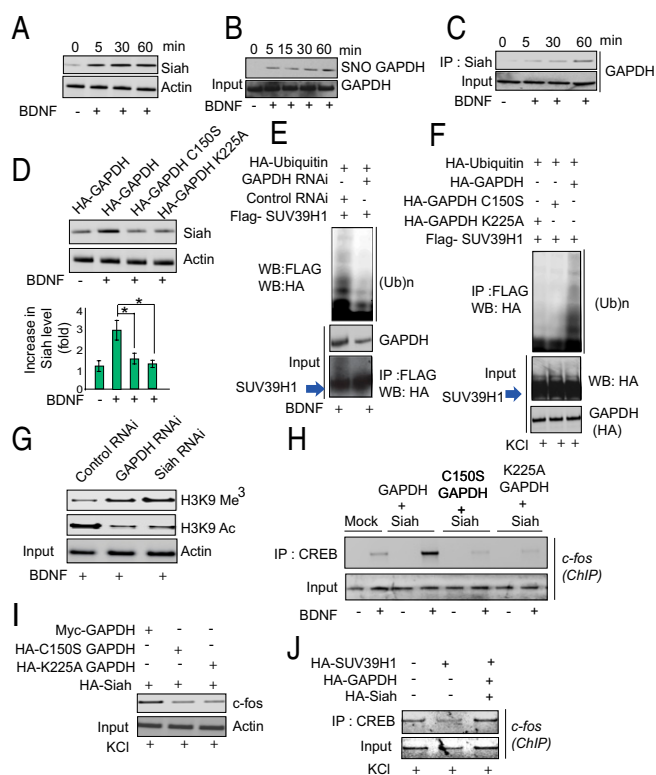 A
0 5 30 60 min
Siah
Actin
BDNF - + + +
B
0 5 15 30 60 min
SNO GAPDH
Input GAPDH
BDNF - + + + +
C
0 5 30 60 min
IP : Siah
Input
GAPDH
BDNF - + + +
D
HA-GAPDH
HA-GAPDH
HA-GAPDH C150S
HA-GAPDH K225A
Siah
Actin
BDNF - + + +
Increase in
Siah level
(fold)
4
3
2
1
0
* *
BDNF - + + +
E
HA-Ubiquitin + +
GAPDH RNAi - +
Control RNAi + -
Flag- SUV39H1 + +
WB:FLAG
WB:HA
(Ub)n
GAPDH
Input
SUV39H1
IP :FLAG
WB: HA
BDNF + +
F
HA-Ubiquitin + + +
HA-GAPDH - - +
HA-GAPDH C150S - + -
HA-GAPDH K225A + - -
Flag- SUV39H1 + + +
IP :FLAG
WB: HA
(Ub)n
Input
SUV39H1
WB: HA
GAPDH
(HA)
KCl + + +
G
Control RNAi
GAPDH RNAi
Siah RNAi
H3K9 Me3
H3K9 Ac
Input Actin
BDNF + + +
H
Mock
GAPDH
+
Siah
C150S
GAPDH
+
Siah
K225A
GAPDH
+
Siah
IP : CREB
Input
c-fos
(ChIP)
BDNF - + - + - + - +
I
Myc-GAPDH + - -
HA-C150S GAPDH - + -
HA-K225A GAPDH - - +
HA-Siah + + +
c-fos
Input Actin
KCl + + +
J
HA-SUV39H1 - + +
HA-GAPDH - - +
HA-Siah - - +
IP : CREB
Input
c-fos
(ChIP)
KCl + + +